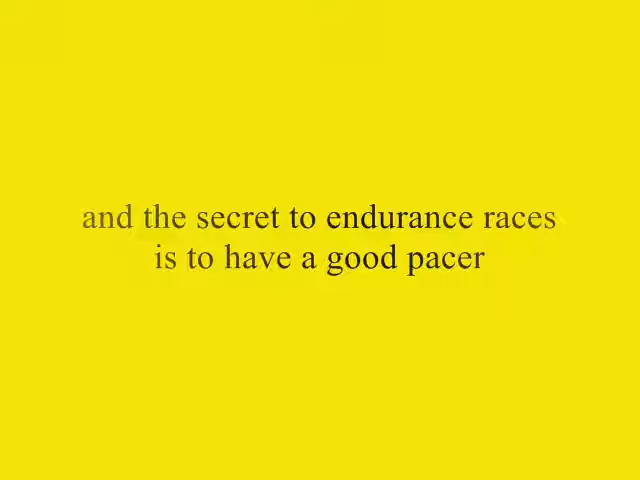 and the secret to endurance races
is to have a good pacer